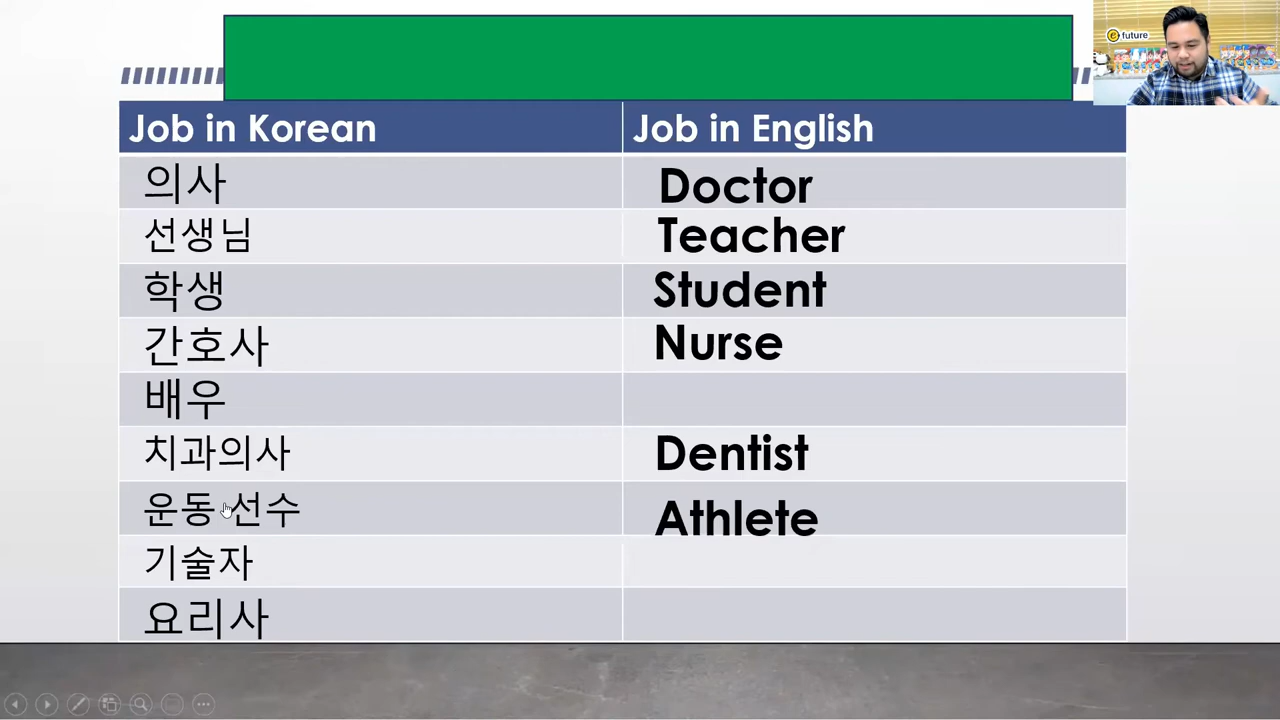 e future
Job in Korean Job in English
의사 Doctor
선생님 Teacher
학생 Student
간호사 Nurse
배우
치과의사 Dentist
운동 선수 Athlete
기술자
요리사